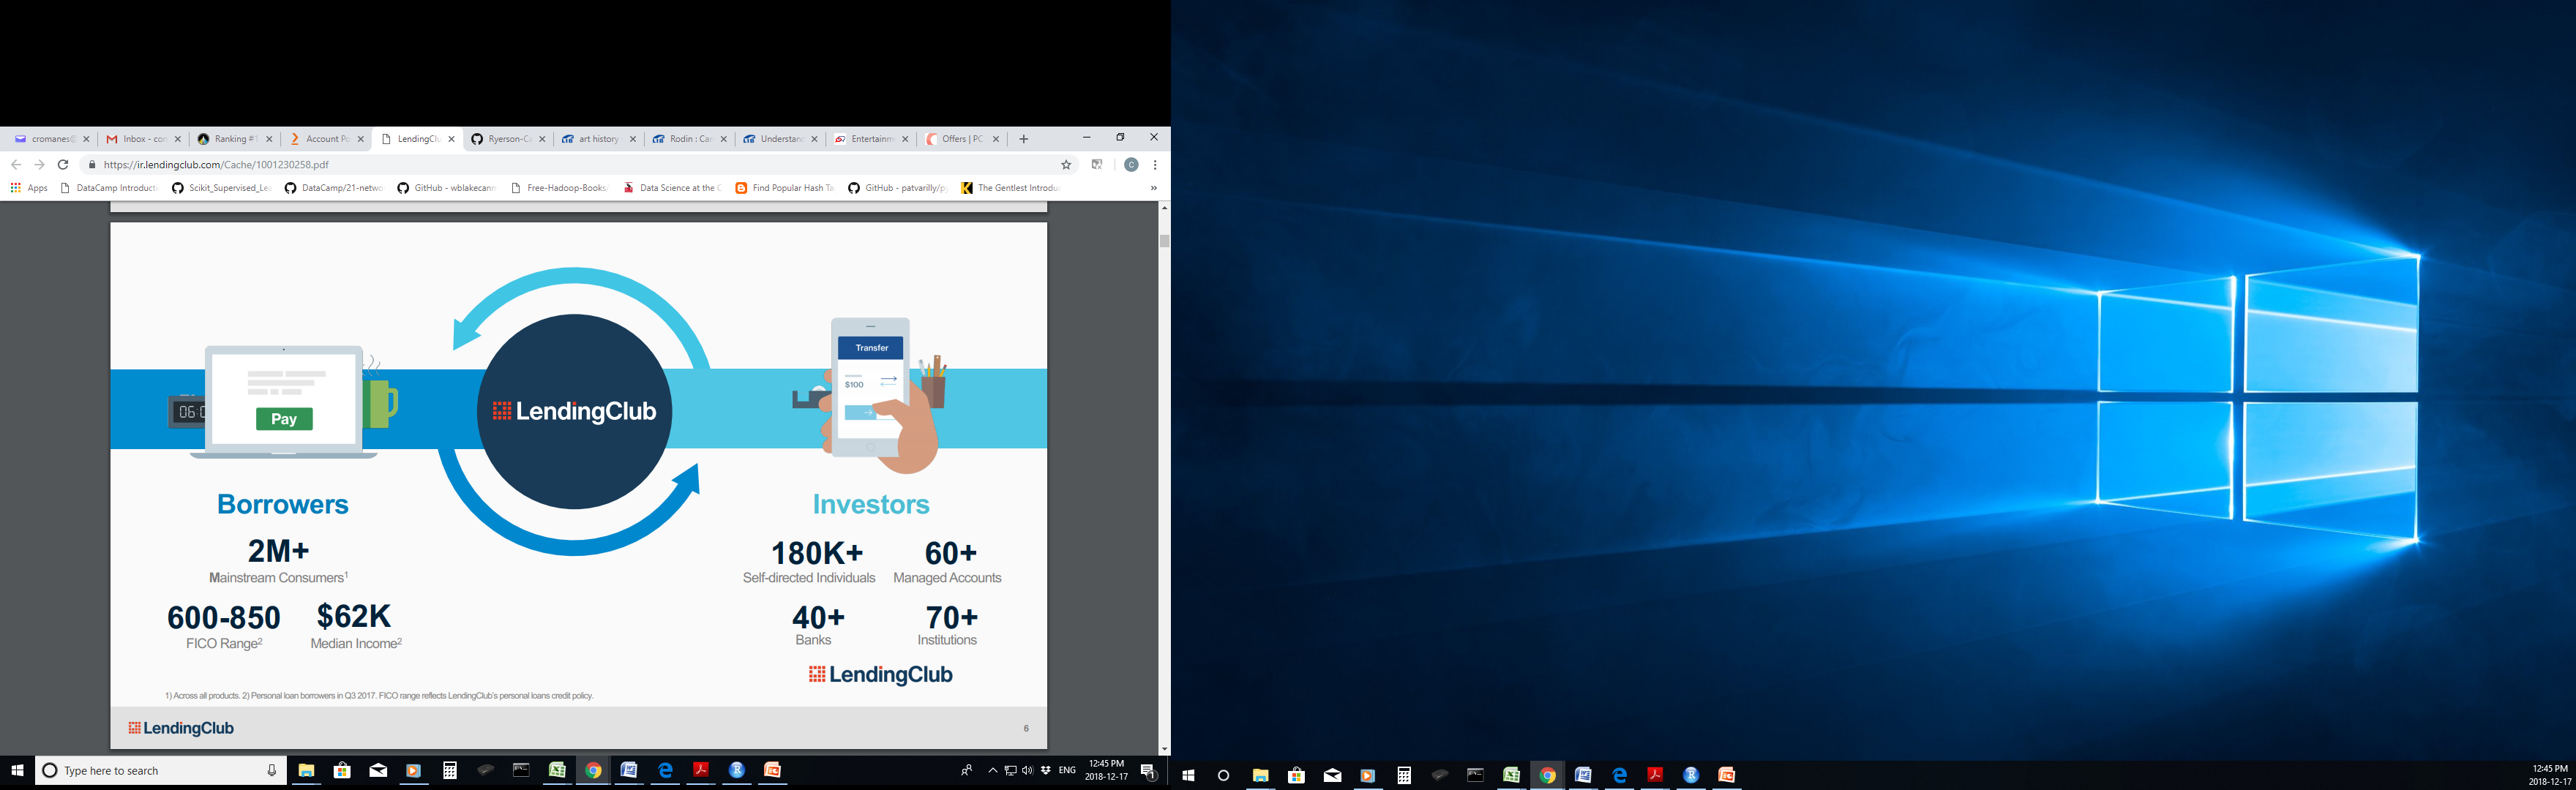 cromanes@
Inbox - con
Ranking #1
Account Po
LendingClu
Ryerson-Ca
art history
Rodin : Car
Understanc
Entertainm
Offers | PC
https://ir.lendingclub.com/Cache/1001230258.pdf
C
Apps
DataCamp Introducti
Scikit_Supervised_Lea
DataCamp/21-netwo
GitHub - wblakecann
Free-Hadoop-Books/
Data Science at the C
Find Popular Hash Ta
GitHub - patvarilly/p
The Gentlest Introdu
»
Transfer
$100
06:0
Pay
LendingClub
Borrowers
2M+
Mainstream Consumers1
600-850
FICO Range2
$62K
Median Income2
Investors
180K+
Self-directed Individuals
60+
Managed Accounts
40+
Banks
70+
Institutions
LendingClub
1) Across all products. 2) Personal loan borrowers in Q3 2017. FICO range reflects LendingClub's personal loans credit policy.
LendingClub
6
Type here to search
ENG
12:45 PM
2018-12-17
1
12:45 PM
2018-12-17